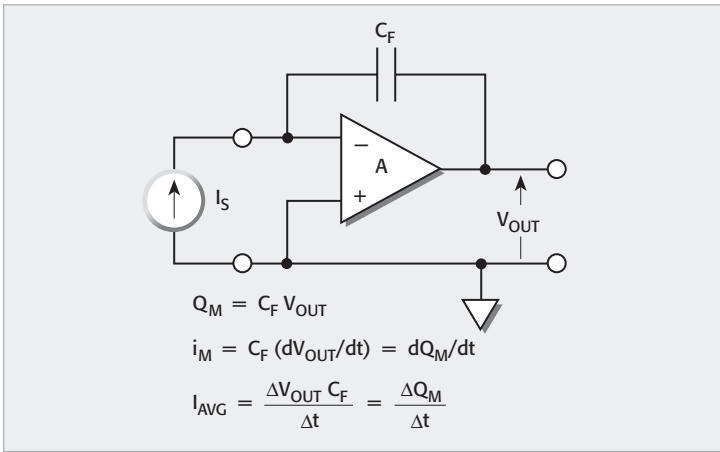 C_F
−
A
+
I_S
V_OUT
Q_M = C_F V_OUT
i_M = C_F (dV_OUT/dt) = dQ_M/dt
I_AVG = ΔV_OUT C_F / Δt = ΔQ_M / Δt